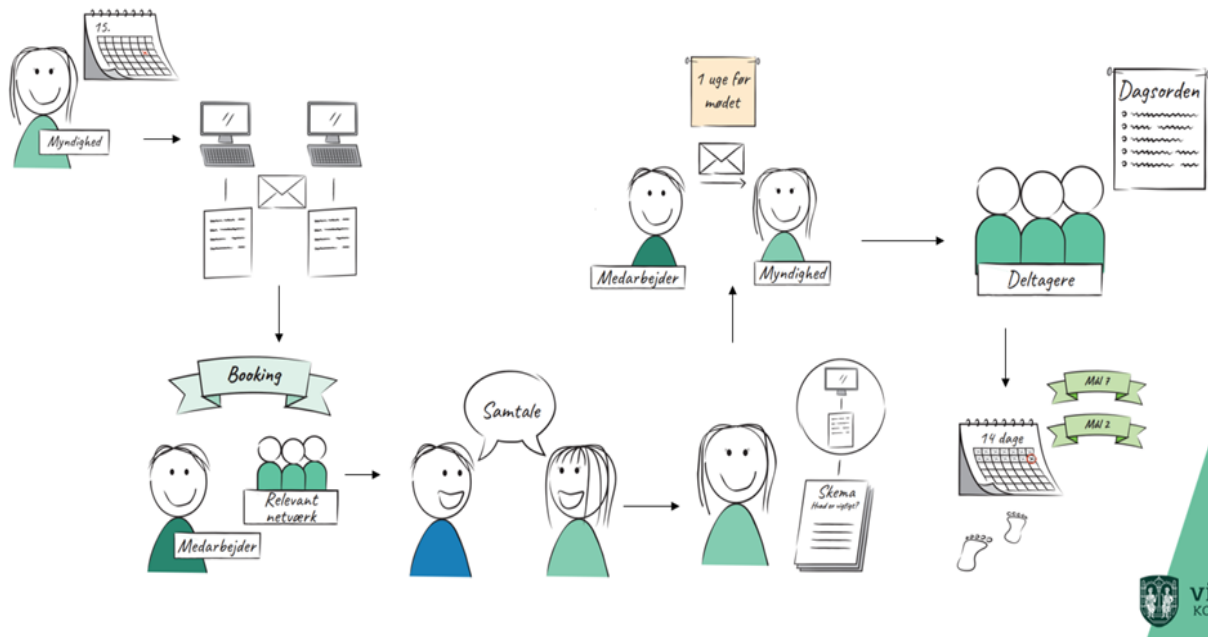 15.
Myndighed
Booking
Medarbejder
Relevant
netværk
Samtale
Skema
Hvad er vigtigt?
1 uge før
mødet
Medarbejder
Myndighed
Dagsorden
Deltagere
Mål 7
Mål 2
14 dage